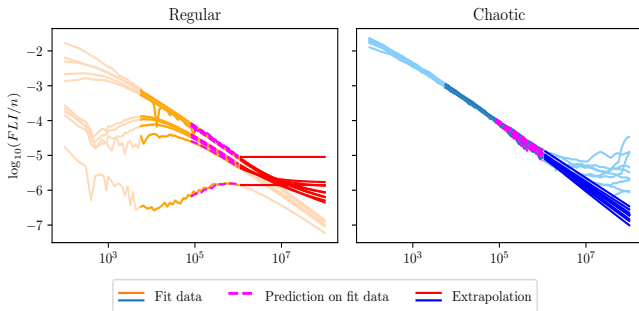 Regular
Chaotic
log₁₀(FLI/n)
−2
−3
−4
−5
−6
−7
10³ 10⁵ 10⁷
10³ 10⁵ 10⁷
Fit data
Prediction on fit data
Extrapolation